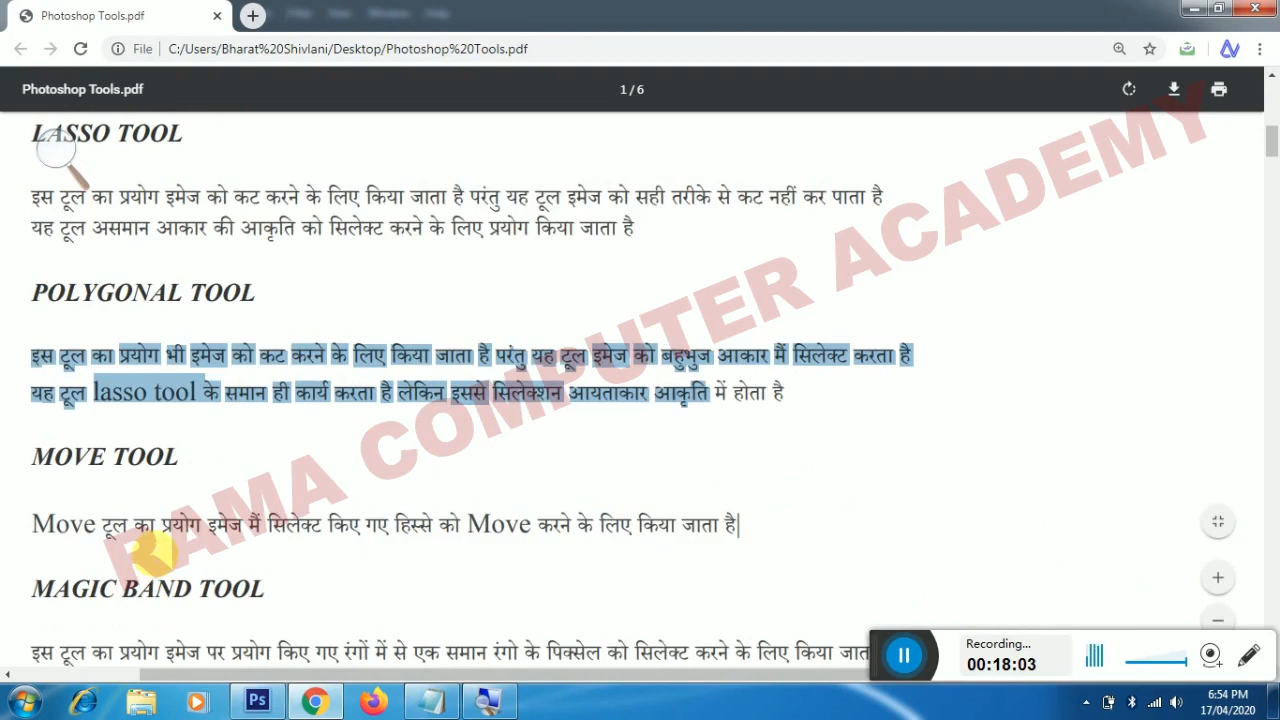 Photoshop Tools.pdf
File
C:/Users/Bharat%20Shivlani/Desktop/Photoshop%20Tools.pdf
Photoshop Tools.pdf
1 / 6
LASSO TOOL
इस टूल का प्रयोग इमेज को कट करने के लिए किया जाता है परंतु यह टूल इमेज को सही तरीके से कट नहीं कर पाता है
यह टूल असमान आकार की आकृति को सिलेक्ट करने के लिए प्रयोग किया जाता है
POLYGONAL TOOL
इस टूल का प्रयोग भी इमेज को कट करने के लिए किया जाता है परंतु यह टूल इमेज को बहुभुज आकार मैं सिलेक्ट करता है
यह टूल lasso tool के समान ही कार्य करता है लेकिन इससे सिलेक्शन आयताकार आकृति में होता है
MOVE TOOL
Move टूल का प्रयोग इमेज मैं सिलेक्ट किए गए हिस्से को Move करने के लिए किया जाता है|
MAGIC BAND TOOL
इस टूल का प्रयोग इमेज पर प्रयोग किए गए रंगों में से एक समान रंगो के पिक्सेल को सिलेक्ट करने के लिए किया
RAMA COMPUTER ACADEMY
Recording...
00:18:03
Ps
6:54 PM
17/04/2020